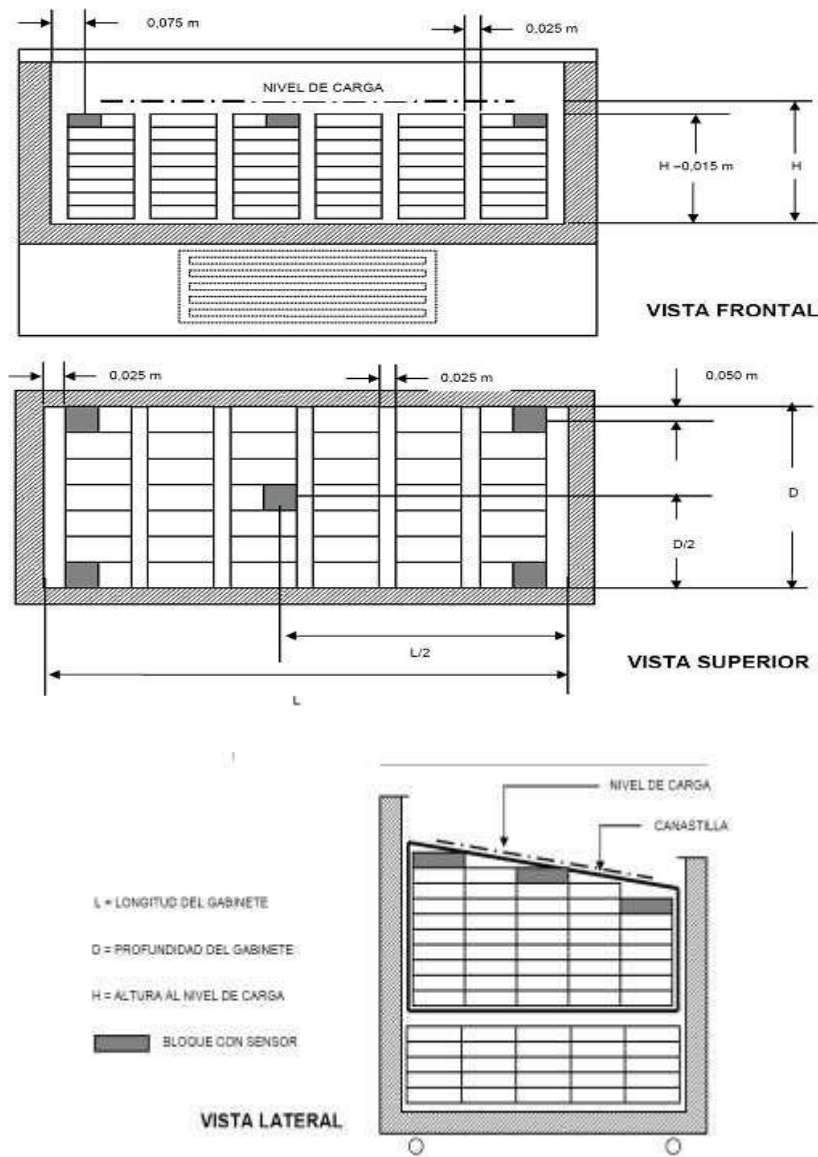 0,075 m
0,025 m
NIVEL DE CARGA
H –0,015 m
H
VISTA FRONTAL
0,025 m
0,025 m
0,050 m
D
D/2
L/2
VISTA SUPERIOR
L
NIVEL DE CARGA
CANASTILLA
L = LONGITUD DEL GABINETE
D = PROFUNDIDAD DEL GABINETE
H = ALTURA AL NIVEL DE CARGA
BLOQUE CON SENSOR
VISTA LATERAL